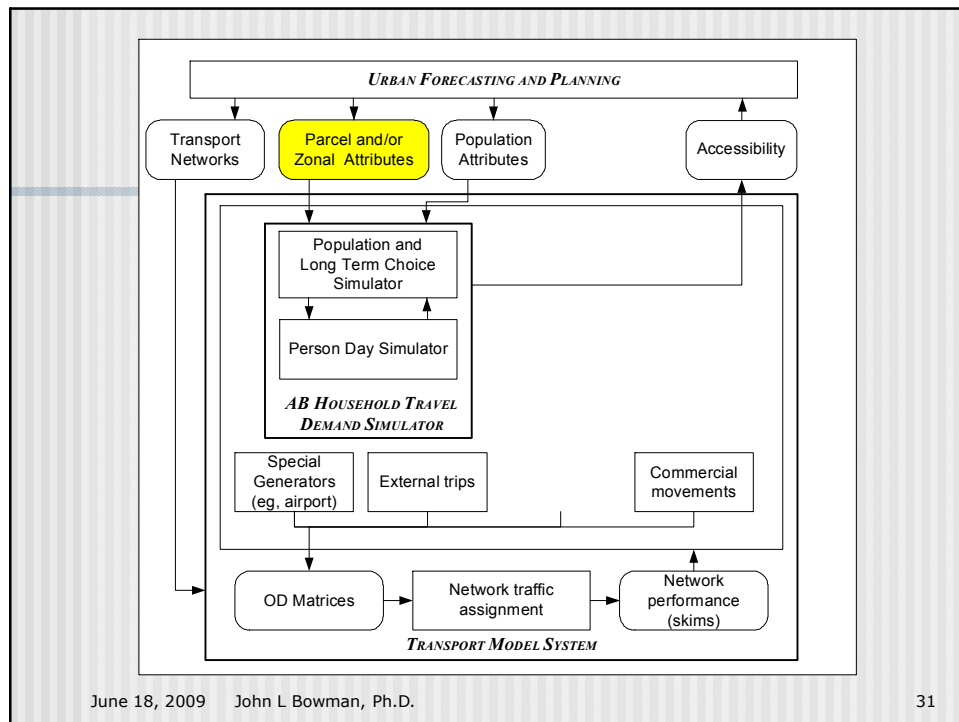 URBAN FORECASTING AND PLANNING
Transport
Networks
Parcel and/or
Zonal Attributes
Population
Attributes
Accessibility
Population and
Long Term Choice
Simulator
Person Day Simulator
AB HOUSEHOLD TRAVEL
DEMAND SIMULATOR
Special
Generators
(eg, airport)
External trips
Commercial
movements
OD Matrices
Network traffic
assignment
Network
performance
(skims)
TRANSPORT MODEL SYSTEM
June 18, 2009 John L Bowman, Ph.D. 31